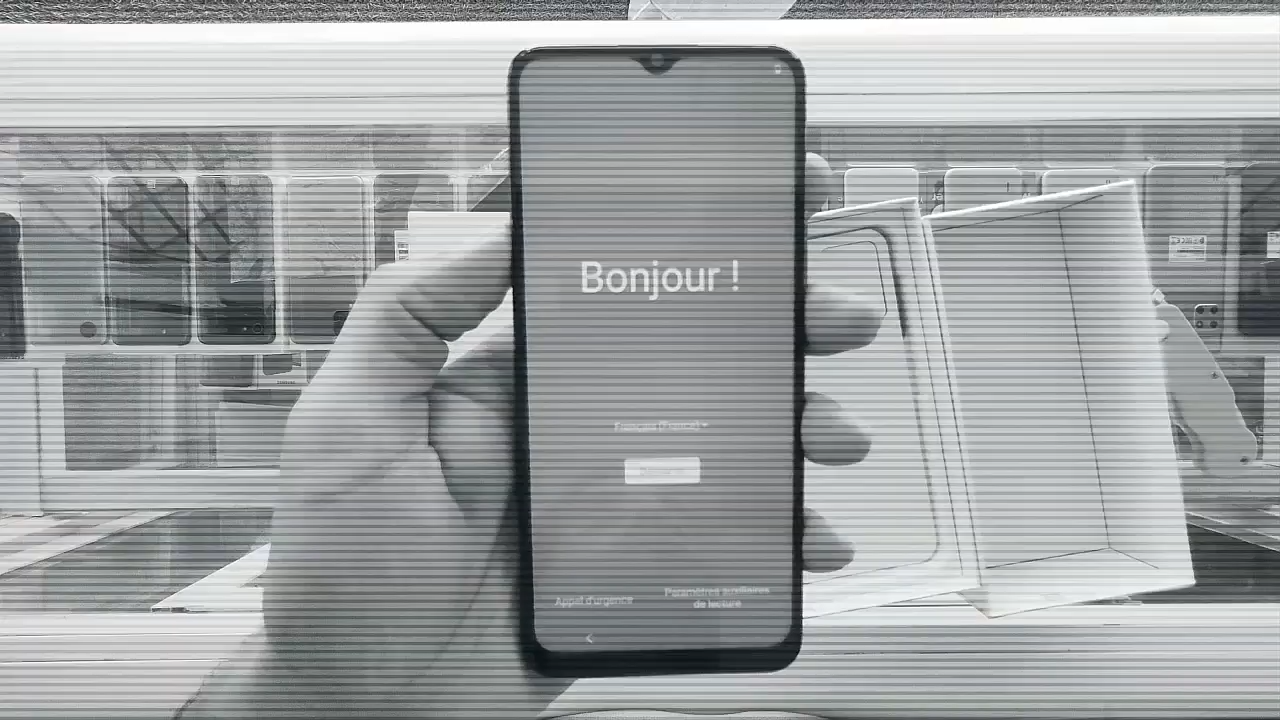 Bonjour !
Français (France)
Appel d'urgence
Paramètres auxiliaires
de lecture